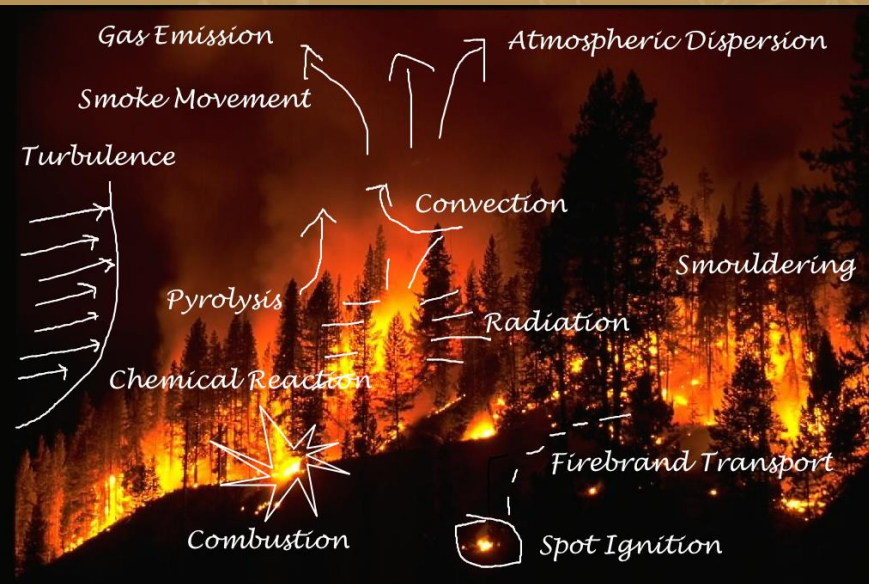 Gas Emission
Atmospheric Dispersion
Smoke Movement
Turbulence
Convection
Smouldering
Pyrolysis
Radiation
Chemical Reaction
Firebrand Transport
Combustion
Spot Ignition